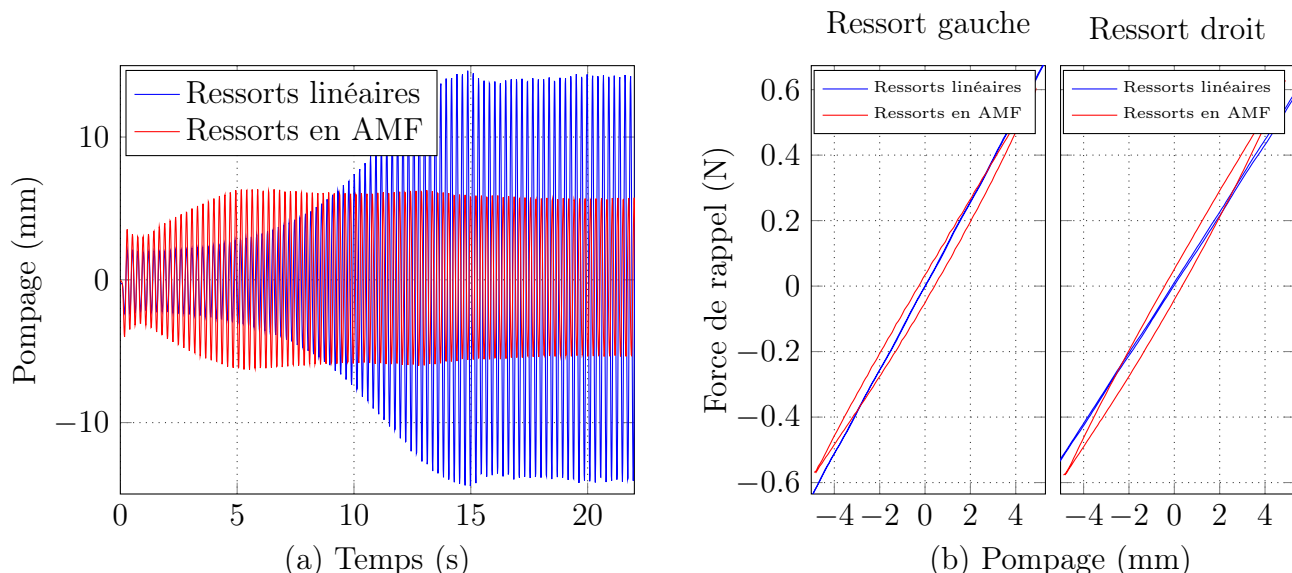 Ressorts linéaires
Ressorts en AMF
10
0
−10
Pompage (mm)
0 5 10 15 20
(a) Temps (s)
Ressort gauche
Ressort droit
Ressorts linéaires
Ressorts en AMF
Ressorts linéaires
Ressorts en AMF
0.6
0.4
0.2
0
−0.2
−0.4
−0.6
Force de rappel (N)
−4 −2 0 2 4
−4 −2 0 2 4
(b) Pompage (mm)